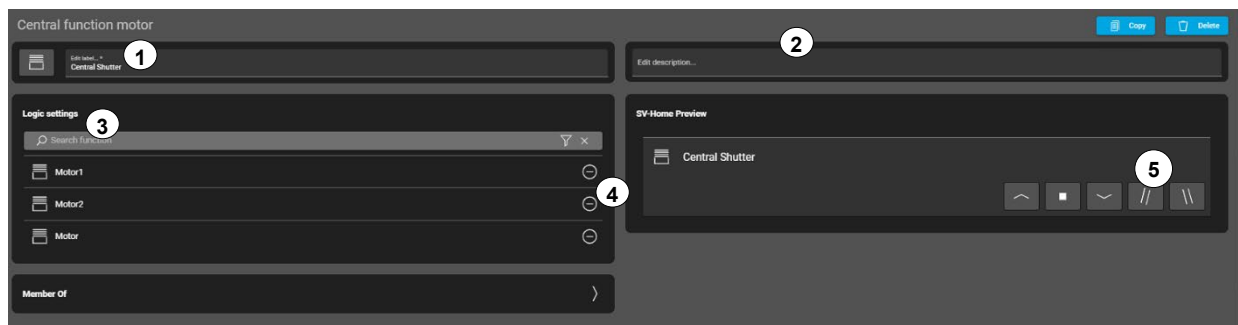 Central function motor
Copy
Delete
1
Edit label... *
Central Shutter
2
Edit description...
Logic settings
3
Search function
Motor1
Motor2
4
Motor
Member Of
SV-Home Preview
Central Shutter
5